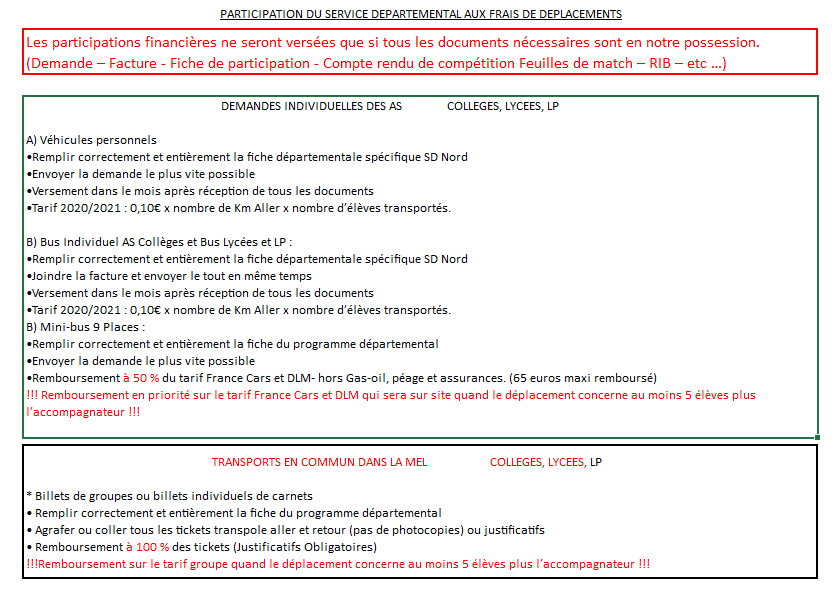 PARTICIPATION DU SERVICE DEPARTEMENTAL AUX FRAIS DE DEPLACEMENTS
Les participations financières ne seront versées que si tous les documents nécessaires sont en notre possession.
(Demande – Facture - Fiche de participation - Compte rendu de compétition Feuilles de match – RIB – etc ...)
DEMANDES INDIVIDUELLES DES AS COLLEGES, LYCEES, LP
A) Véhicules personnels
•Remplir correctement et entièrement la fiche départementale spécifique SD Nord
•Envoyer la demande le plus vite possible
•Versement dans le mois après réception de tous les documents
•Tarif 2020/2021 : 0,10€ x nombre de Km Aller x nombre d’élèves transportés.
B) Bus Individuel AS Collèges et Bus Lycées et LP :
•Remplir correctement et entièrement la fiche départementale spécifique SD Nord
•Joindre la facture et envoyer le tout en même temps
•Versement dans le mois après réception de tous les documents
•Tarif 2020/2021 : 0,10€ x nombre de Km Aller x nombre d’élèves transportés.
B) Mini-bus 9 Places :
•Remplir correctement et entièrement la fiche du programme départemental
•Envoyer la demande le plus vite possible
•Remboursement à 50 % du tarif France Cars et DLM- hors Gas-oil, péage et assurances. (65 euros maxi remboursé)
!!! Remboursement en priorité sur le tarif France Cars et DLM qui sera sur site quand le déplacement concerne au moins 5 élèves plus
l’accompagnateur !!!
TRANSPORTS EN COMMUN DANS LA MEL COLLEGES, LYCEES, LP
* Billets de groupes ou billets individuels de carnets
• Remplir correctement et entièrement la fiche du programme départemental
• Agrafer ou coller tous les tickets transpole aller et retour (pas de photocopies) ou justificatifs
• Remboursement à 100 % des tickets (Justificatifs Obligatoires)
!!!Remboursement sur le tarif groupe quand le déplacement concerne au moins 5 élèves plus l’accompagnateur !!!